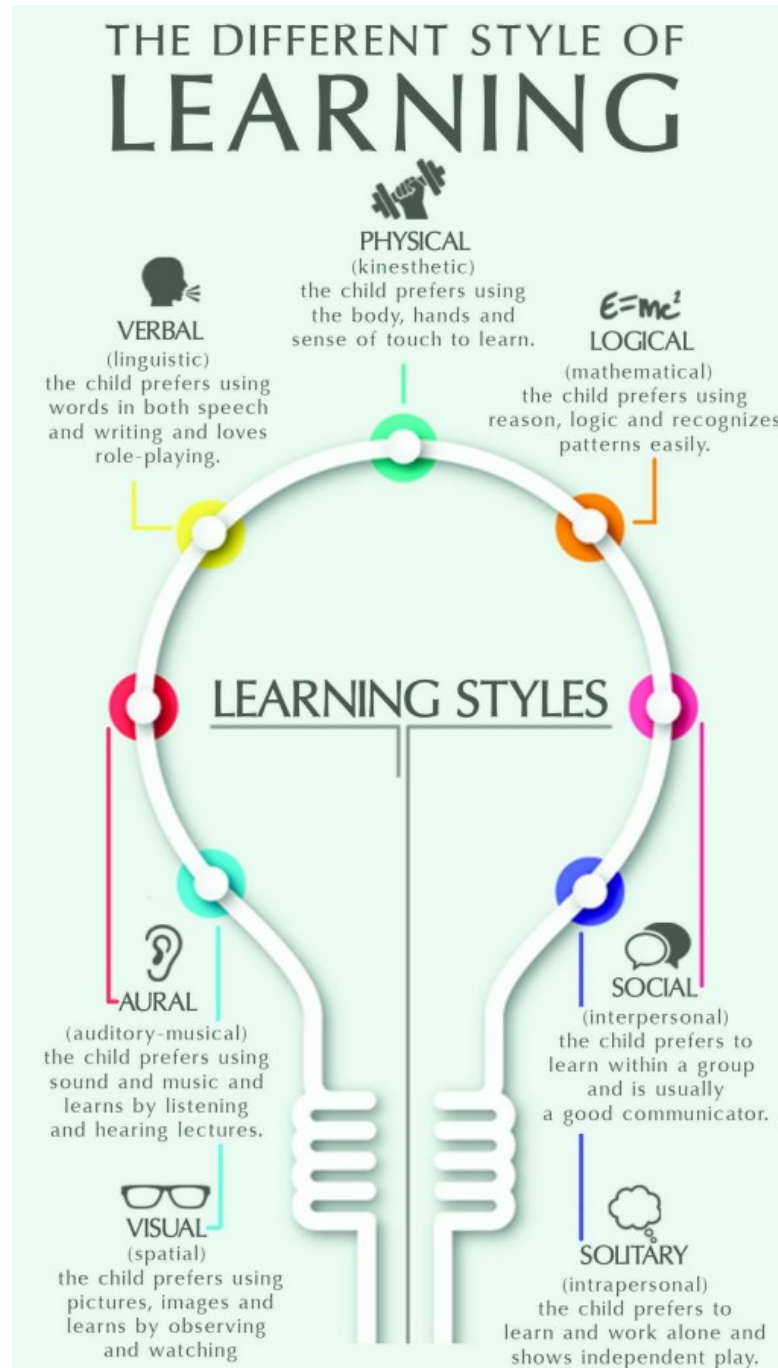 THE DIFFERENT STYLE OF
LEARNING
PHYSICAL
(kinesthetic)
the child prefers using
the body, hands and
sense of touch to learn.
VERBAL
(linguistic)
the child prefers using
words in both speech
and writing and loves
role-playing.
E=mc²
LOGICAL
(mathematical)
the child prefers using
reason, logic and recognizes
patterns easily.
LEARNING STYLES
AURAL
(auditory-musical)
the child prefers using
sound and music and
learns by listening
and hearing lectures.
SOCIAL
(interpersonal)
the child prefers to
learn within a group
and is usually
a good communicator.
VISUAL
(spatial)
the child prefers using
pictures, images and
learns by observing
and watching
SOLITARY
(intrapersonal)
the child prefers to
learn and work alone and
shows independent play.